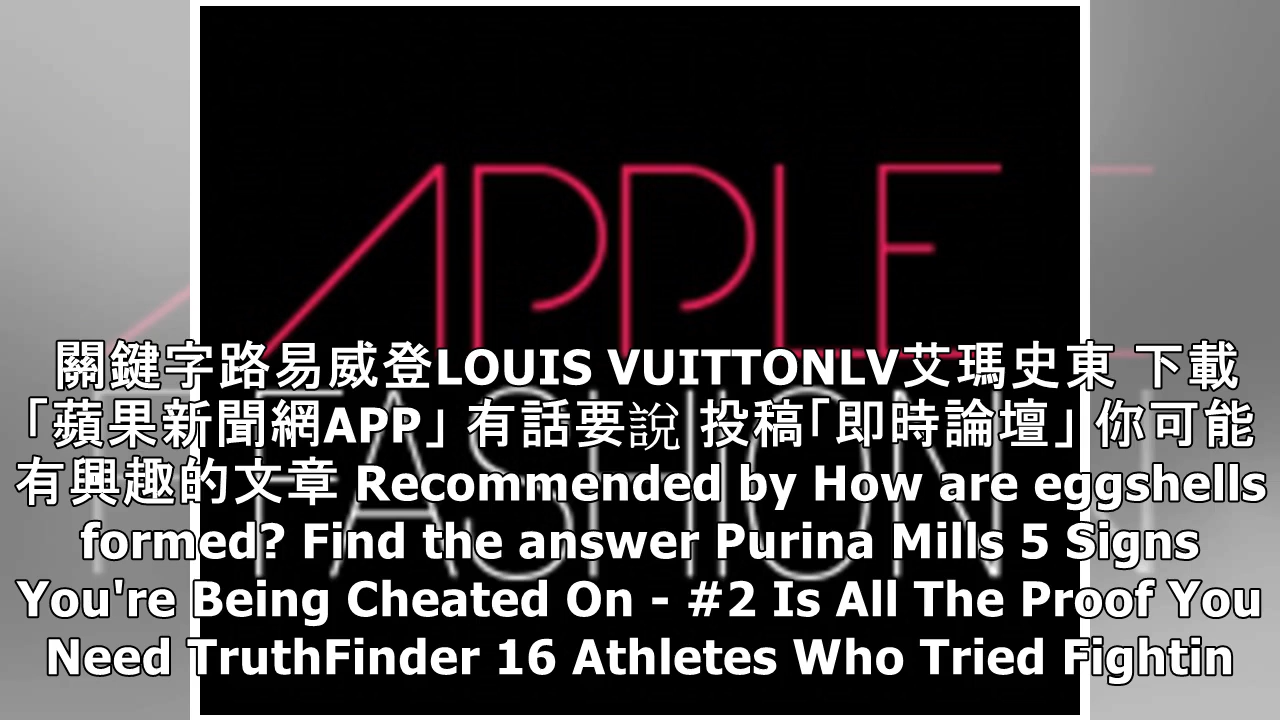 APPLE
FASHION
關鍵字路易威登LOUIS VUITTONLV艾瑪史東 下載
「蘋果新聞網APP」 有話要說 投稿「即時論壇」 你可能
有興趣的文章 Recommended by How are eggshells
formed? Find the answer Purina Mills 5 Signs
You're Being Cheated On - #2 Is All The Proof You
Need TruthFinder 16 Athletes Who Tried Fightin